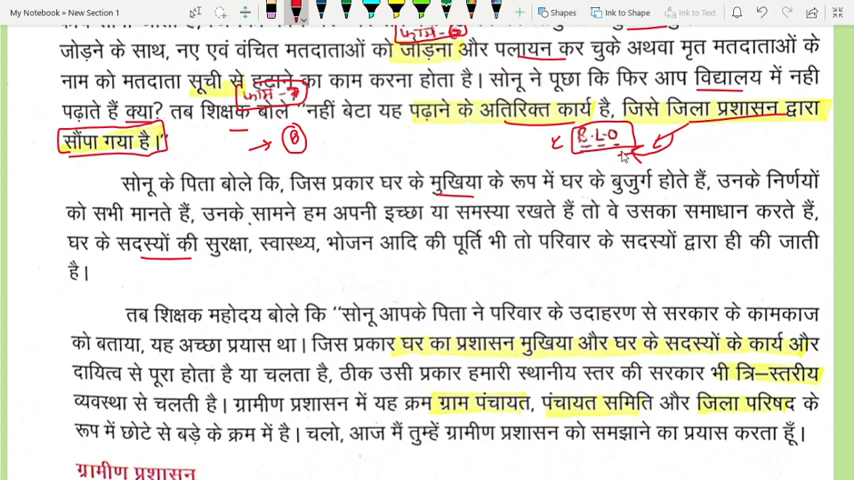 My Notebook » New Section 1
Shapes
Ink to Shape
Ink to Text
फॉर्म-6
जोड़ने के साथ, नए एवं वंचित मतदाताओं को जोड़ना और पलायन कर चुके अथवा मृत मतदाताओं के
नाम को मतदाता सूची से हटाने का काम करना होता है। सोनू ने पूछा कि फिर आप विद्यालय में नही
फॉर्म-7
पढ़ाते हैं क्या? तब शिक्षक बोले "नहीं बेटा यह पढ़ाने के अतिरिक्त कार्य है, जिसे जिला प्रशासन द्वारा
सौंपा गया है।"
→ 8
B.L.O
सोनू के पिता बोले कि, जिस प्रकार घर के मुखिया के रूप में घर के बुजुर्ग होते हैं, उनके निर्णयों
को सभी मानते हैं, उनके सामने हम अपनी इच्छा या समस्या रखते हैं तो वे उसका समाधान करते हैं,
घर के सदस्यों की सुरक्षा, स्वास्थ्य, भोजन आदि की पूर्ति भी तो परिवार के सदस्यों द्वारा ही की जाती
है।
तब शिक्षक महोदय बोले कि "सोनू आपके पिता ने परिवार के उदाहरण से सरकार के कामकाज
को बताया, यह अच्छा प्रयास था। जिस प्रकार घर का प्रशासन मुखिया और घर के सदस्यों के कार्य और
दायित्व से पूरा होता है या चलता है, ठीक उसी प्रकार हमारी स्थानीय स्तर की सरकार भी त्रि–स्तरीय
व्यवस्था से चलती है। ग्रामीण प्रशासन में यह क्रम ग्राम पंचायत, पंचायत समिति और जिला परिषद के
रूप में छोटे से बड़े के क्रम में है। चलो, आज मैं तुम्हें ग्रामीण प्रशासन को समझाने का प्रयास करता हूँ।
ग्रामीण प्रशासन